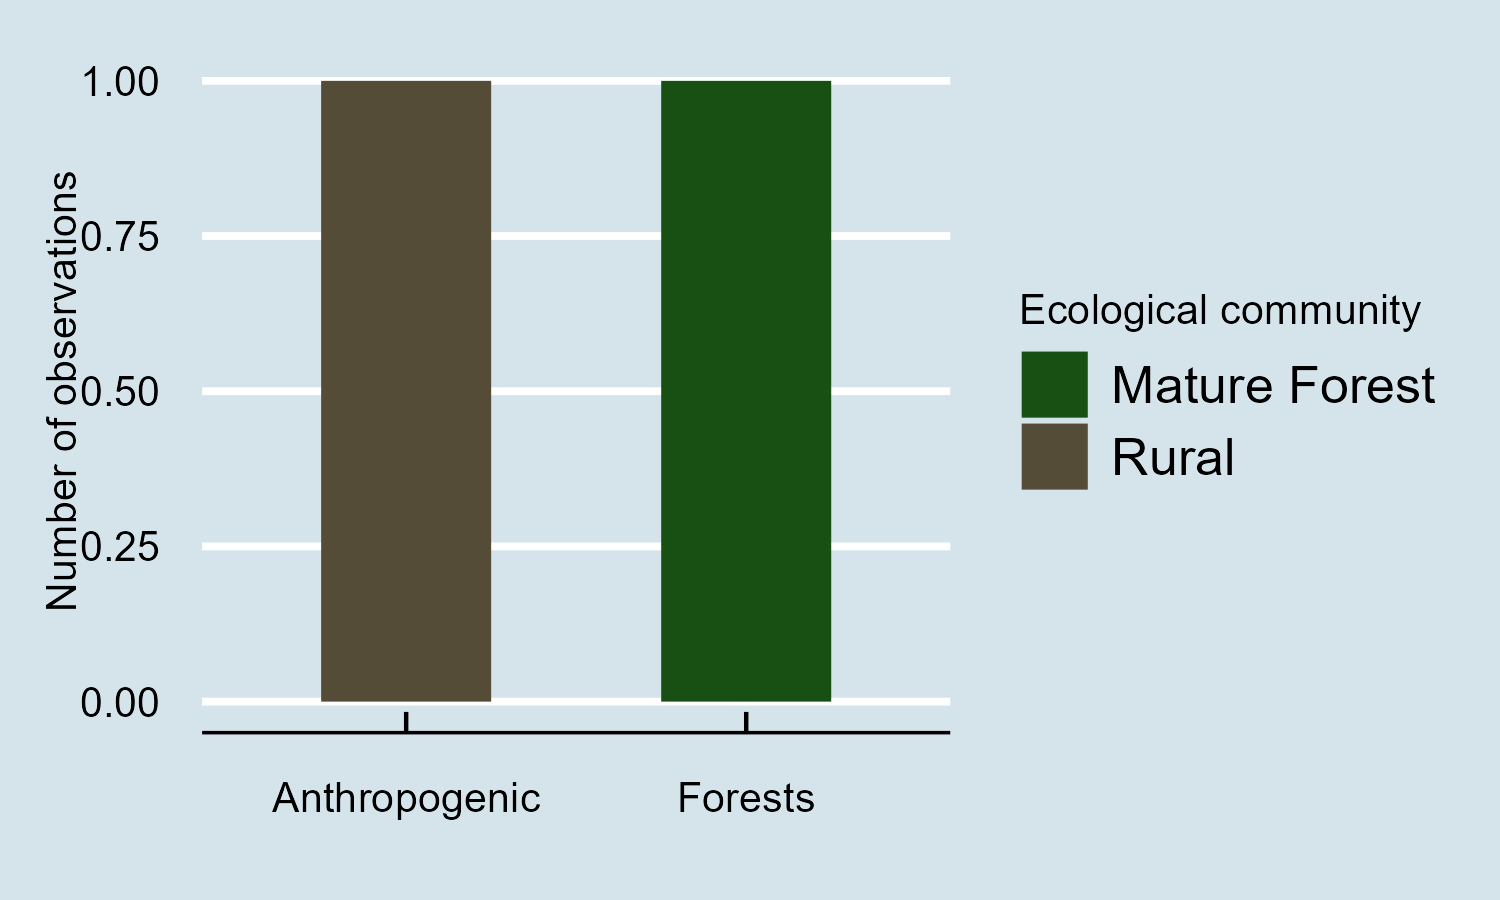 Number of observations
1.00
0.75
0.50
0.25
0.00
Anthropogenic
Forests
Ecological community
Mature Forest
Rural